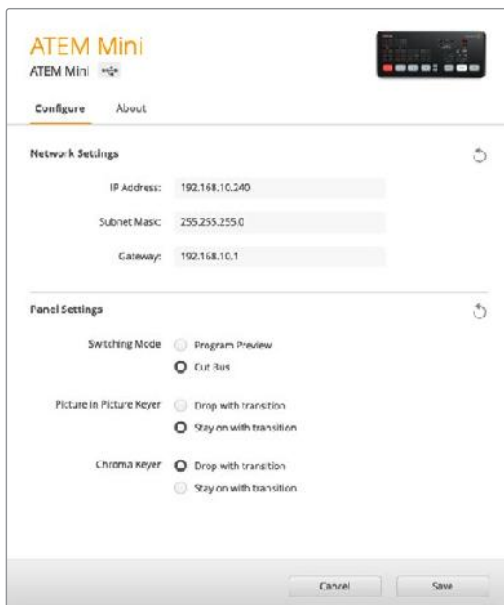 ATEM Mini
ATEM Mini
Configure About
Network Settings
IP Address: 192.168.10.240
Subnet Mask: 255.255.255.0
Gateway: 192.168.10.1
Panel Settings
Switching Mode Program Preview
Cut Bus
Picture in Picture Keyer Drop with transition
Stay on with transition
Chroma Keyer Drop with transition
Stay on with transition
Cancel Save